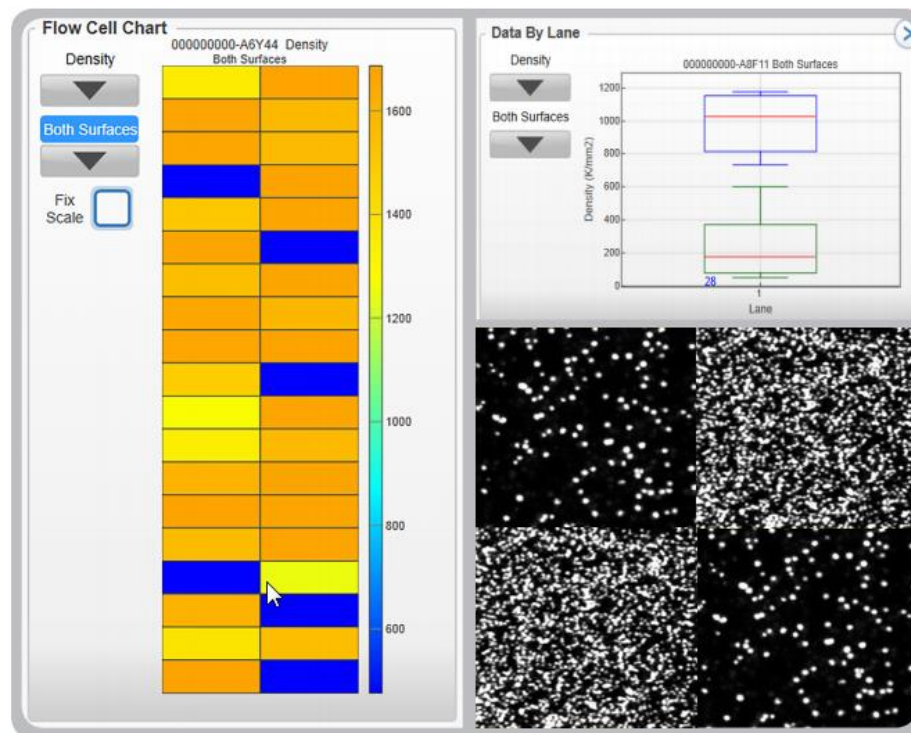 Flow Cell Chart
Density
Both Surfaces
Fix
Scale
000000000-A6Y44 Density
Both Surfaces
1600
1400
1200
1000
800
600
Data By Lane
Density
Both Surfaces
000000000-A8F11 Both Surfaces
Density (K/mm2)
1200
1000
800
600
400
200
0
28
1
Lane